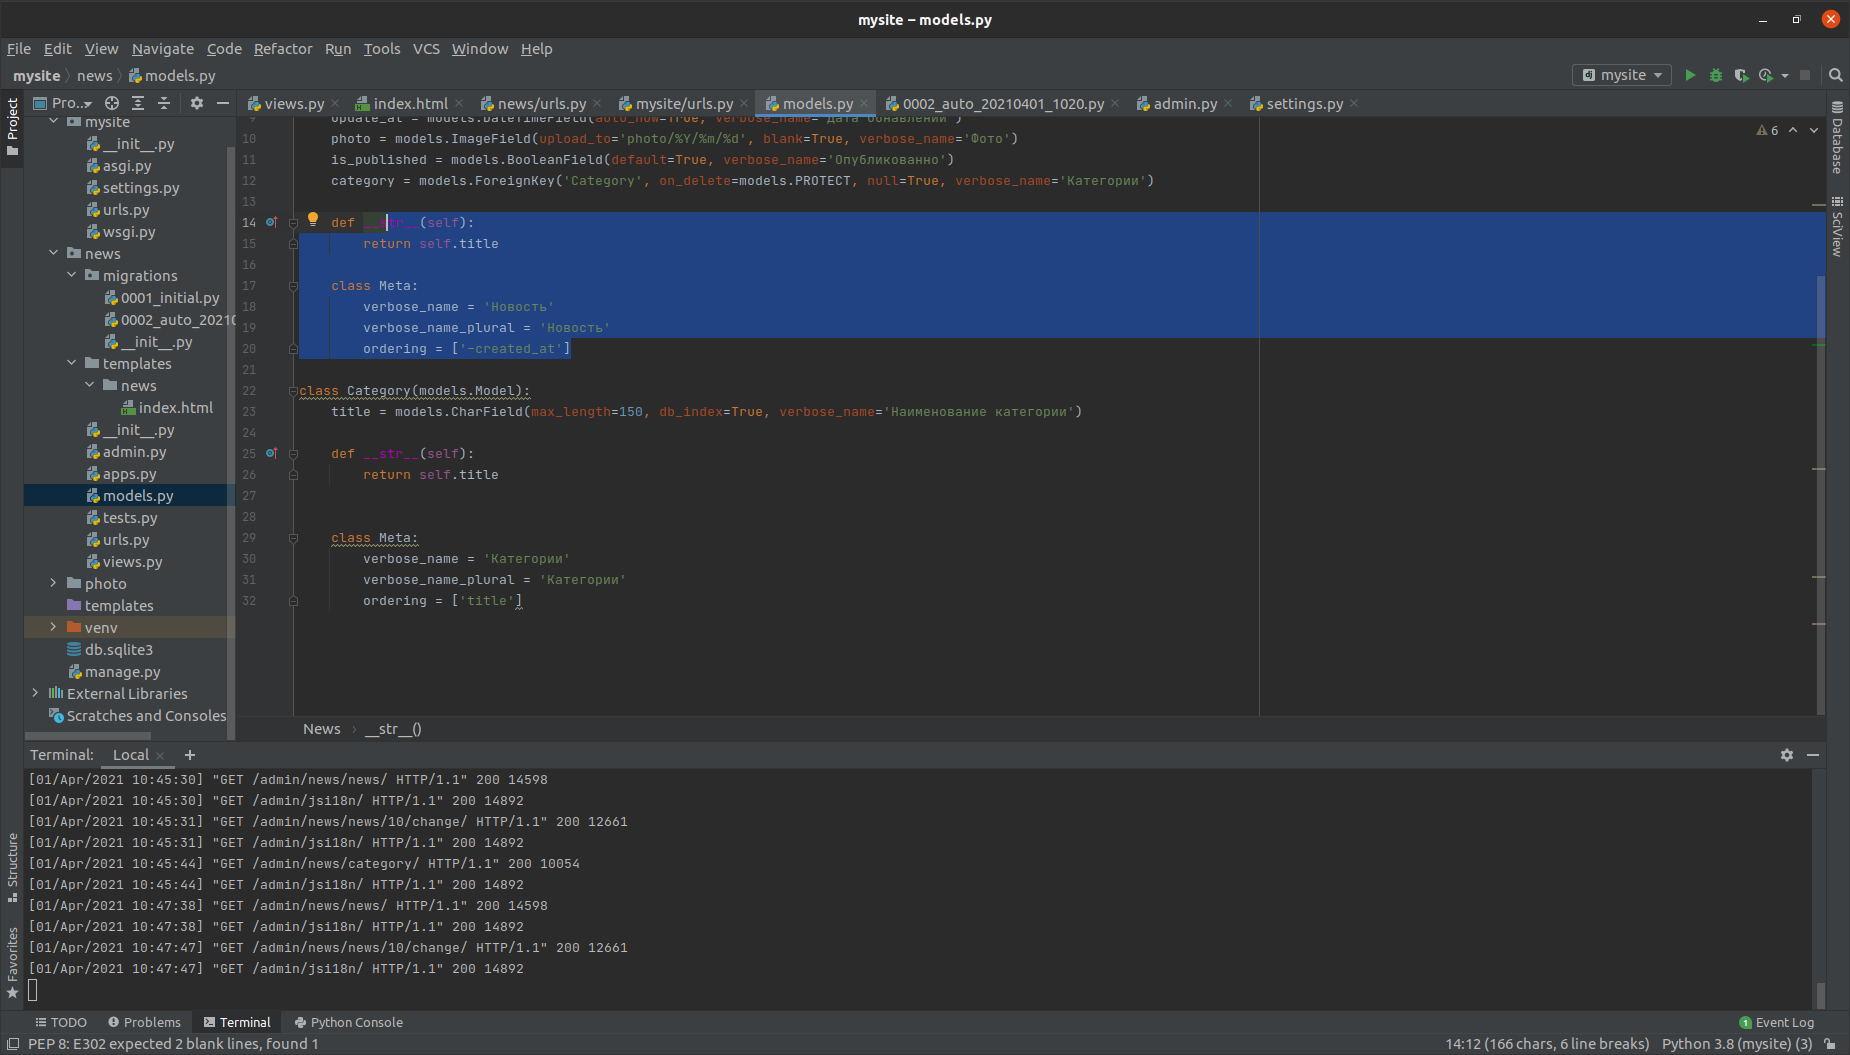 mysite – models.py
File Edit View Navigate Code Refactor Run Tools VCS Window Help
mysite news models.py
mysite
Project
Pro...
views.py index.html news/urls.py mysite/urls.py models.py 0002_auto_20210401_1020.py admin.py settings.py
mysite
__init__.py
asgi.py
settings.py
urls.py
wsgi.py
news
migrations
0001_initial.py
0002_auto_2021
__init__.py
templates
news
index.html
__init__.py
admin.py
apps.py
models.py
tests.py
urls.py
views.py
photo
templates
venv
db.sqlite3
manage.py
External Libraries
Scratches and Consoles
9 update_at = models.DateTimeField(auto_now=True, verbose_name='Дата обнавлений')
10 photo = models.ImageField(upload_to='photo/%Y/%m/%d', blank=True, verbose_name='Фото')
11 is_published = models.BooleanField(default=True, verbose_name='Опубликованно')
12 category = models.ForeignKey('Category', on_delete=models.PROTECT, null=True, verbose_name='Категории')
13
14 def __str__(self):
15 return self.title
16
17 class Meta:
18 verbose_name = 'Новость'
19 verbose_name_plural = 'Новость'
20 ordering = ['-created_at']
21
22 class Category(models.Model):
23 title = models.CharField(max_length=150, db_index=True, verbose_name='Наименование категории')
24
25 def __str__(self):
26 return self.title
27
28
29 class Meta:
30 verbose_name = 'Категории'
31 verbose_name_plural = 'Категории'
32 ordering = ['title']
6
Database
SciView
News __str__()
Terminal: Local +
[01/Apr/2021 10:45:30] "GET /admin/news/news/ HTTP/1.1" 200 14598
[01/Apr/2021 10:45:30] "GET /admin/jsi18n/ HTTP/1.1" 200 14892
[01/Apr/2021 10:45:31] "GET /admin/news/news/10/change/ HTTP/1.1" 200 12661
[01/Apr/2021 10:45:31] "GET /admin/jsi18n/ HTTP/1.1" 200 14892
[01/Apr/2021 10:45:44] "GET /admin/news/category/ HTTP/1.1" 200 10054
[01/Apr/2021 10:45:44] "GET /admin/jsi18n/ HTTP/1.1" 200 14892
[01/Apr/2021 10:47:38] "GET /admin/news/news/ HTTP/1.1" 200 14598
[01/Apr/2021 10:47:38] "GET /admin/jsi18n/ HTTP/1.1" 200 14892
[01/Apr/2021 10:47:47] "GET /admin/news/news/10/change/ HTTP/1.1" 200 12661
[01/Apr/2021 10:47:47] "GET /admin/jsi18n/ HTTP/1.1" 200 14892
Structure
Favorites
TODO Problems Terminal Python Console
1 Event Log
PEP 8: E302 expected 2 blank lines, found 1
14:12 (166 chars, 6 line breaks) Python 3.8 (mysite) (3)